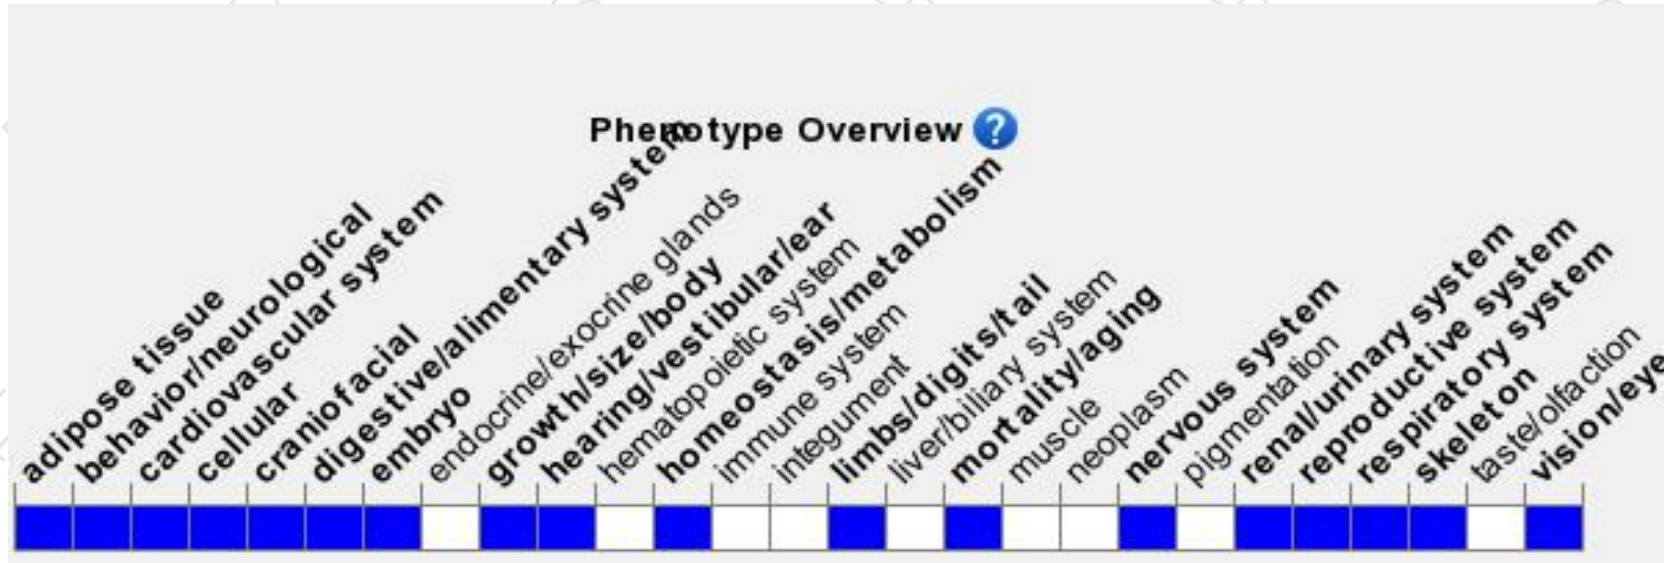 Phenotype Overview ?
adipose tissue
behavior/neurological
cardiovascular system
cellular
craniofacial
digestive/alimentary system
embryo
endocrine/exocrine glands
growth/size/body
hearing/vestibular/ear
hematopoietic system
homeostasis/metabolism
immune system
integument
limbs/digits/tail
liver/biliary system
mortality/aging
muscle
neoplasm
nervous system
pigmentation
renal/urinary system
reproductive system
respiratory system
skeleton
taste/olfaction
vision/eye